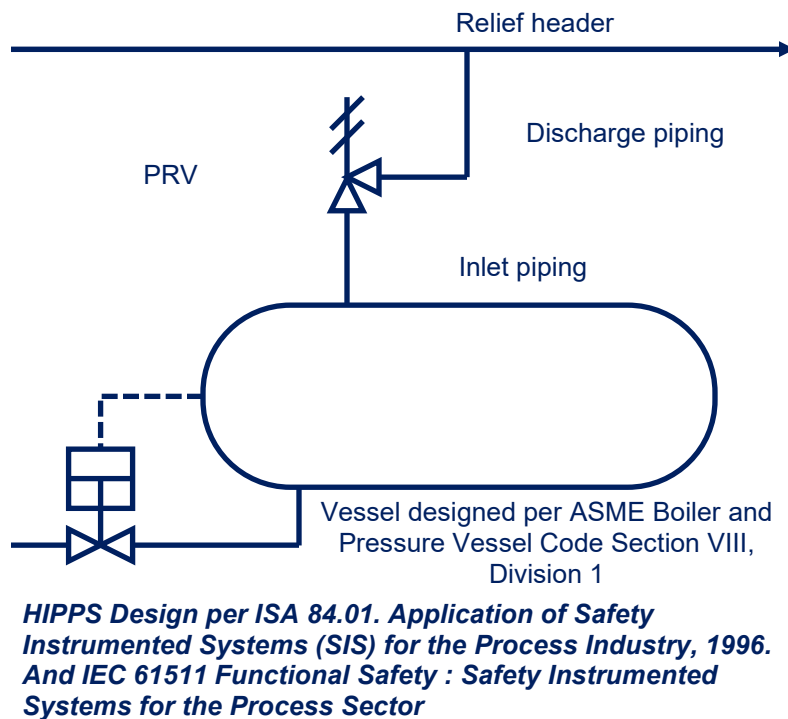 Relief header
Discharge piping
PRV
Inlet piping
Vessel designed per ASME Boiler and
Pressure Vessel Code Section VIII,
Division 1
HIPPS Design per ISA 84.01. Application of Safety
Instrumented Systems (SIS) for the Process Industry, 1996.
And IEC 61511 Functional Safety : Safety Instrumented
Systems for the Process Sector